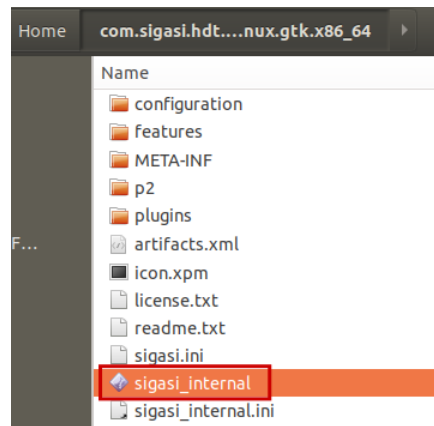 Home com.sigasi.hdt....nux.gtk.x86_64
Name
configuration
features
META-INF
p2
plugins
F... artifacts.xml
icon.xpm
license.txt
readme.txt
sigasi.ini
sigasi_internal
sigasi_internal.ini